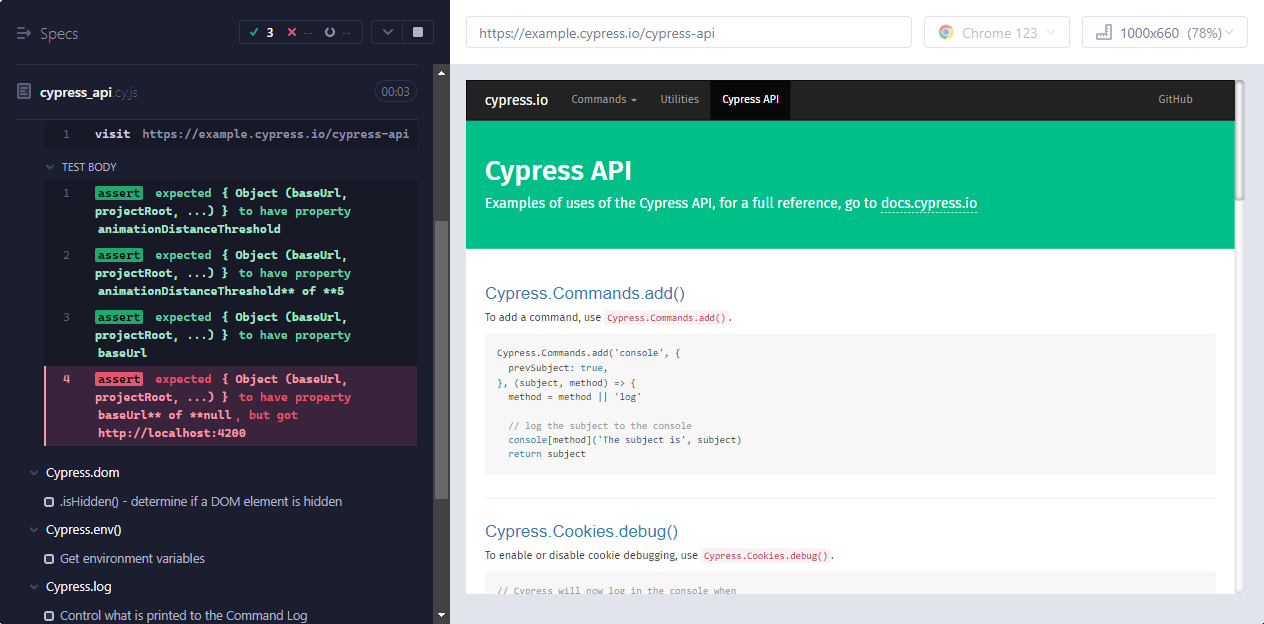 Specs
3 -- --
cypress_api.cy.js
00:03
1 visit https://example.cypress.io/cypress-api
TEST BODY
1 assert expected { Object (baseUrl,
projectRoot, ...) } to have property
animationDistanceThreshold
2 assert expected { Object (baseUrl,
projectRoot, ...) } to have property
animationDistanceThreshold** of **5
3 assert expected { Object (baseUrl,
projectRoot, ...) } to have property
baseUrl
4 assert expected { Object (baseUrl,
projectRoot, ...) } to have property
baseUrl** of **null, but got
http://localhost:4200
Cypress.dom
.isHidden() - determine if a DOM element is hidden
Cypress.env()
Get environment variables
Cypress.log
Control what is printed to the Command Log
https://example.cypress.io/cypress-api
Chrome 123
1000x660 (78%)
cypress.io Commands Utilities Cypress API GitHub
Cypress API
Examples of uses of the Cypress API, for a full reference, go to docs.cypress.io
Cypress.Commands.add()
To add a command, use Cypress.Commands.add().
Cypress.Commands.add('console', {
prevSubject: true,
}, (subject, method) => {
method = method || 'log'
// log the subject to the console
console[method]('The subject is', subject)
return subject
Cypress.Cookies.debug()
To enable or disable cookie debugging, use Cypress.Cookies.debug().
// Cypress will now log in the console when